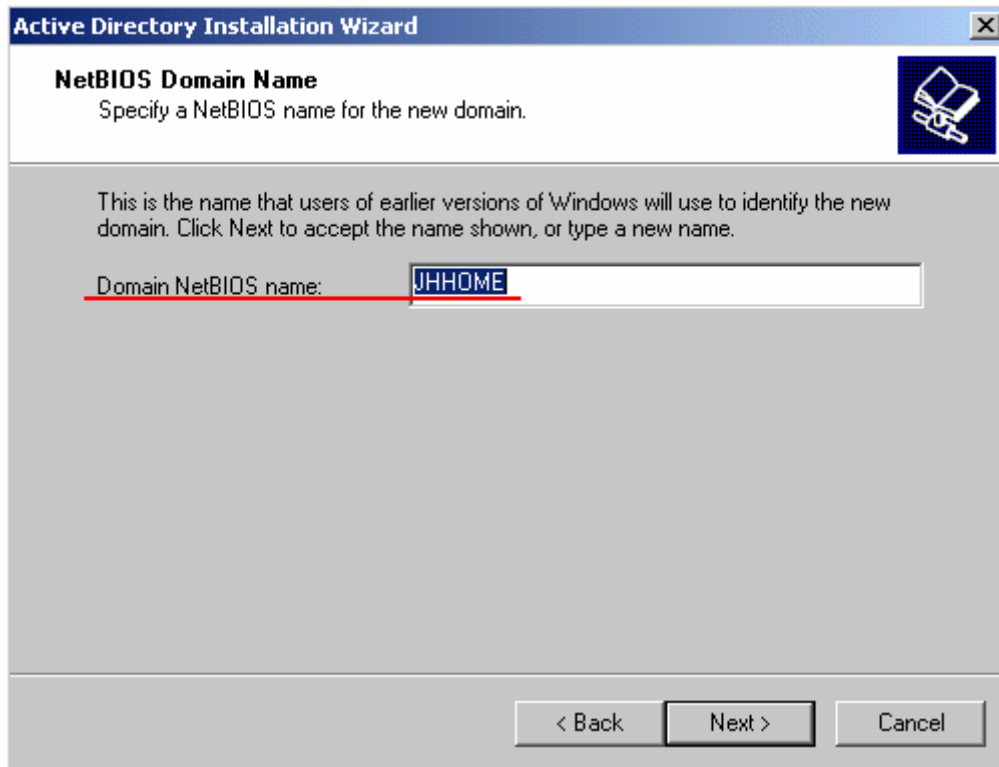 Active Directory Installation Wizard
NetBIOS Domain Name
Specify a NetBIOS name for the new domain.
This is the name that users of earlier versions of Windows will use to identify the new
domain. Click Next to accept the name shown, or type a new name.
Domain NetBIOS name: JHHOME
< Back Next > Cancel